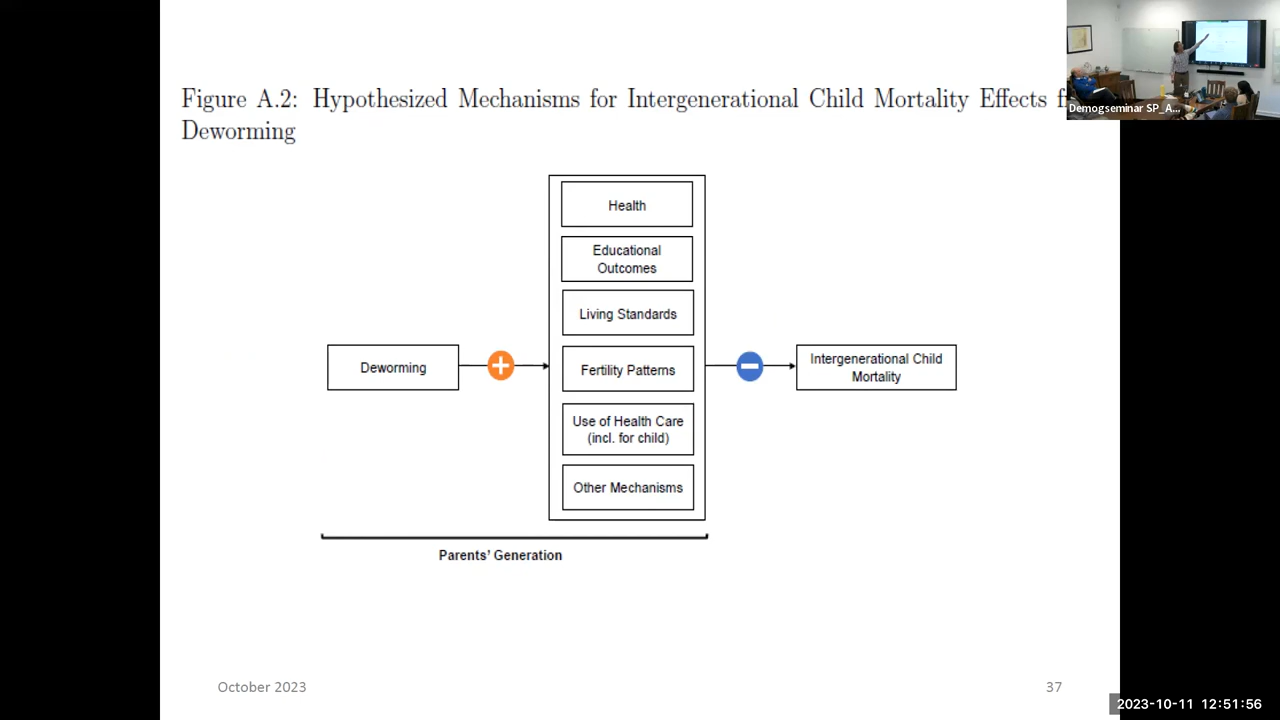 Figure A.2: Hypothesized Mechanisms for Intergenerational Child Mortality Effects
Deworming
Demogseminar SP_A...
Health
Educational
Outcomes
Living Standards
Deworming
Fertility Patterns
Intergenerational Child
Mortality
Use of Health Care
(incl. for child)
Other Mechanisms
Parents' Generation
October 2023
37
2023-10-11 12:51:56